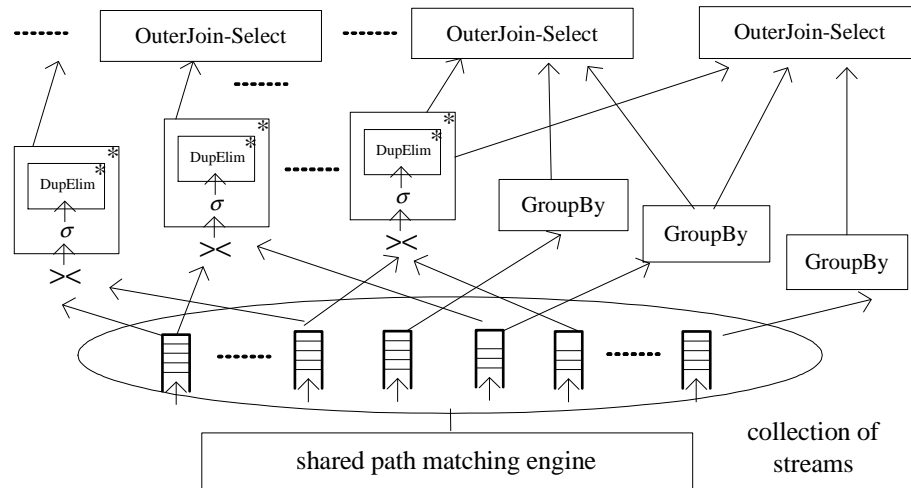 OuterJoin-Select
OuterJoin-Select
OuterJoin-Select
*
*
DupElim
σ
><
*
*
DupElim
σ
><
*
*
DupElim
σ
><
GroupBy
GroupBy
GroupBy
shared path matching engine
collection of
streams